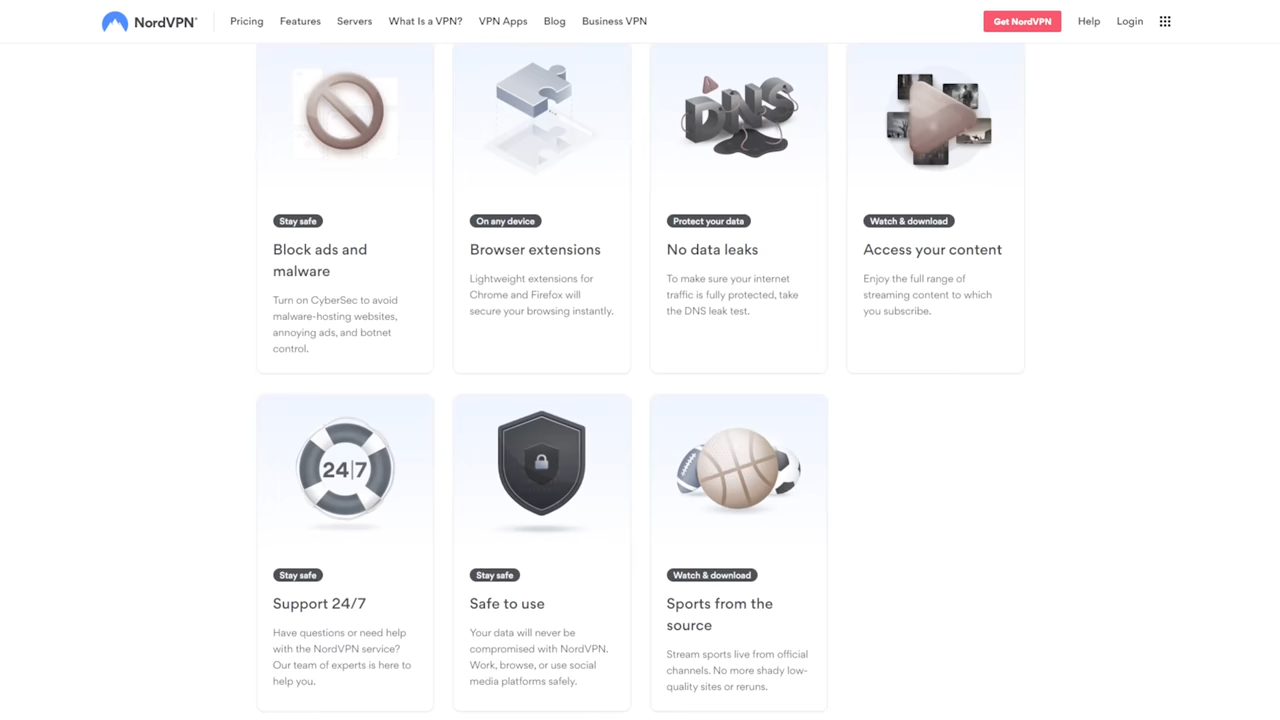 NordVPN®
Pricing
Features
Servers
What Is a VPN?
VPN Apps
Blog
Business VPN
Get NordVPN
Help
Login
DNS
Stay safe
Block ads and
malware
Turn on CyberSec to avoid
malware-hosting websites,
annoying ads, and botnet
control.
On any device
Browser extensions
Lightweight extensions for
Chrome and Firefox will
secure your browsing instantly.
Protect your data
No data leaks
To make sure your internet
traffic is fully protected, take
the DNS leak test.
Watch & download
Access your content
Enjoy the full range of
streaming content to which
you subscribe.
24|7
Stay safe
Support 24/7
Have questions or need help
with the NordVPN service?
Our team of experts is here to
help you.
Stay safe
Safe to use
Your data will never be
compromised with NordVPN.
Work, browse, or use social
media platforms safely.
Watch & download
Sports from the
source
Stream sports live from official
channels. No more shady low-
quality sites or reruns.